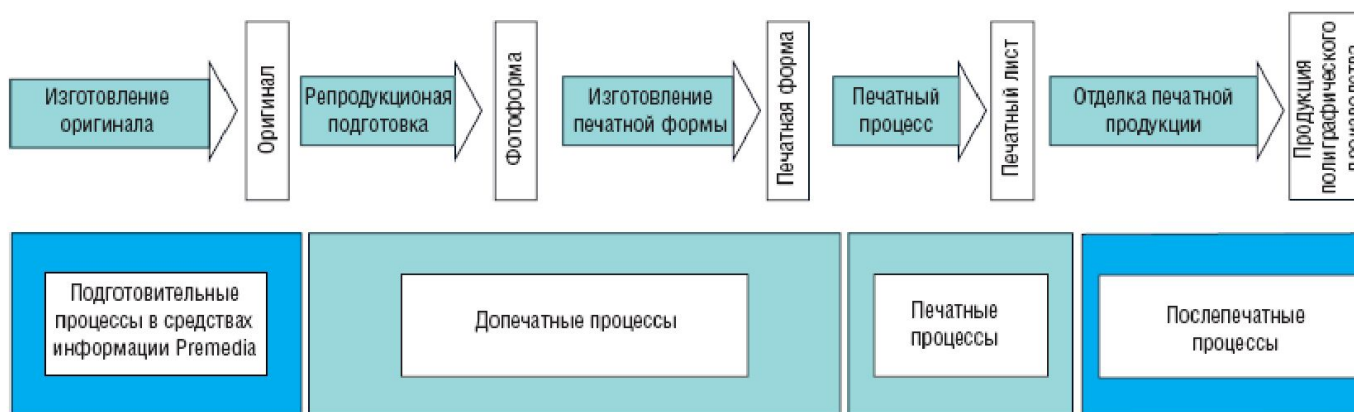 Изготовление
оригинала
Оригинал
Репродукционая
подготовка
Фотоформа
Изготовление
печатной формы
Печатная форма
Печатный
процесс
Печатный лист
Отделка печатной
продукции
Продукция
полиграфического
Подготовительные
процессы в средствах
информации Premedia
Допечатные процессы
Печатные
процессы
Послепечатные
процессы